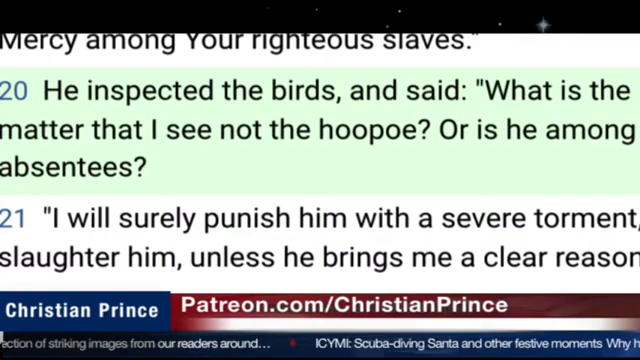 Mercy among Your righteous slaves."
20 He inspected the birds, and said: "What is the
matter that I see not the hoopoe? Or is he among
absentees?
21 "I will surely punish him with a severe torment,
slaughter him, unless he brings me a clear reason
Christian Prince
Patreon.com/ChristianPrince
ection of striking images from our readers around... ICYMI: Scuba-diving Santa and other festive moments Why h